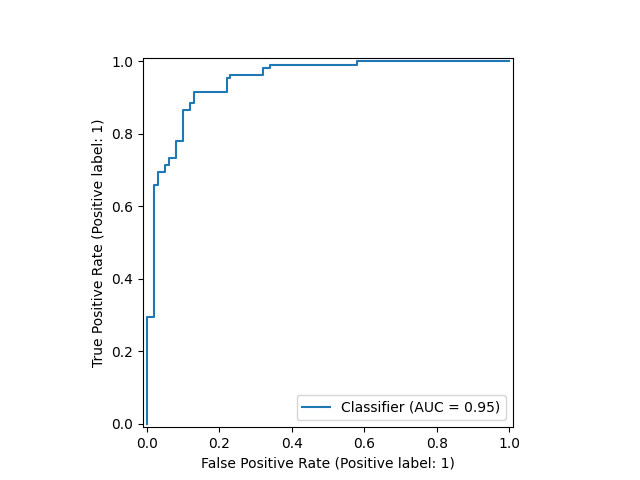 1.0
0.8
0.6
0.4
0.2
0.0
True Positive Rate (Positive label: 1)
Classifier (AUC = 0.95)
0.0 0.2 0.4 0.6 0.8 1.0
False Positive Rate (Positive label: 1)